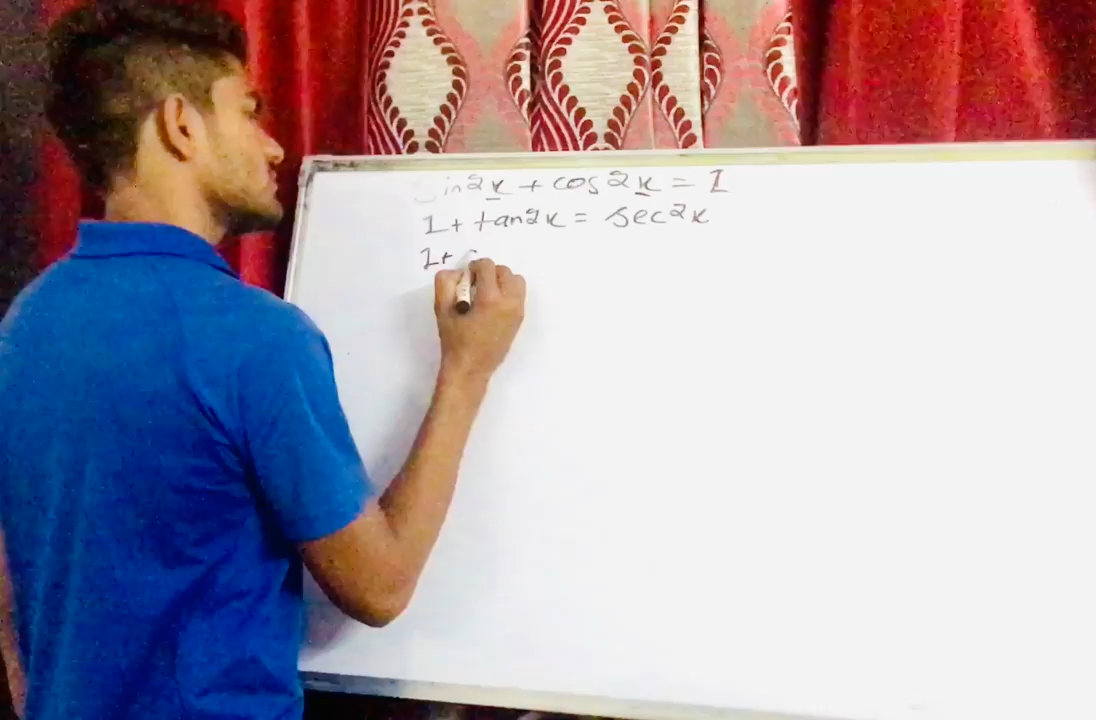 sin2x + cos2x = 1
1 + tan2x = sec2x
1+